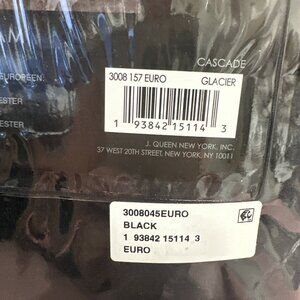 M
EUROPEEN:
ESTER
ESTER
CASCADE
3008 157 EURO GLACIER
1 93842 15114 3
J. QUEEN NEW YORK, INC.
37 WEST 20TH STREET, NEW YORK, NY 10011
3008045EURO
BLACK
1 93842 15114 3
EURO